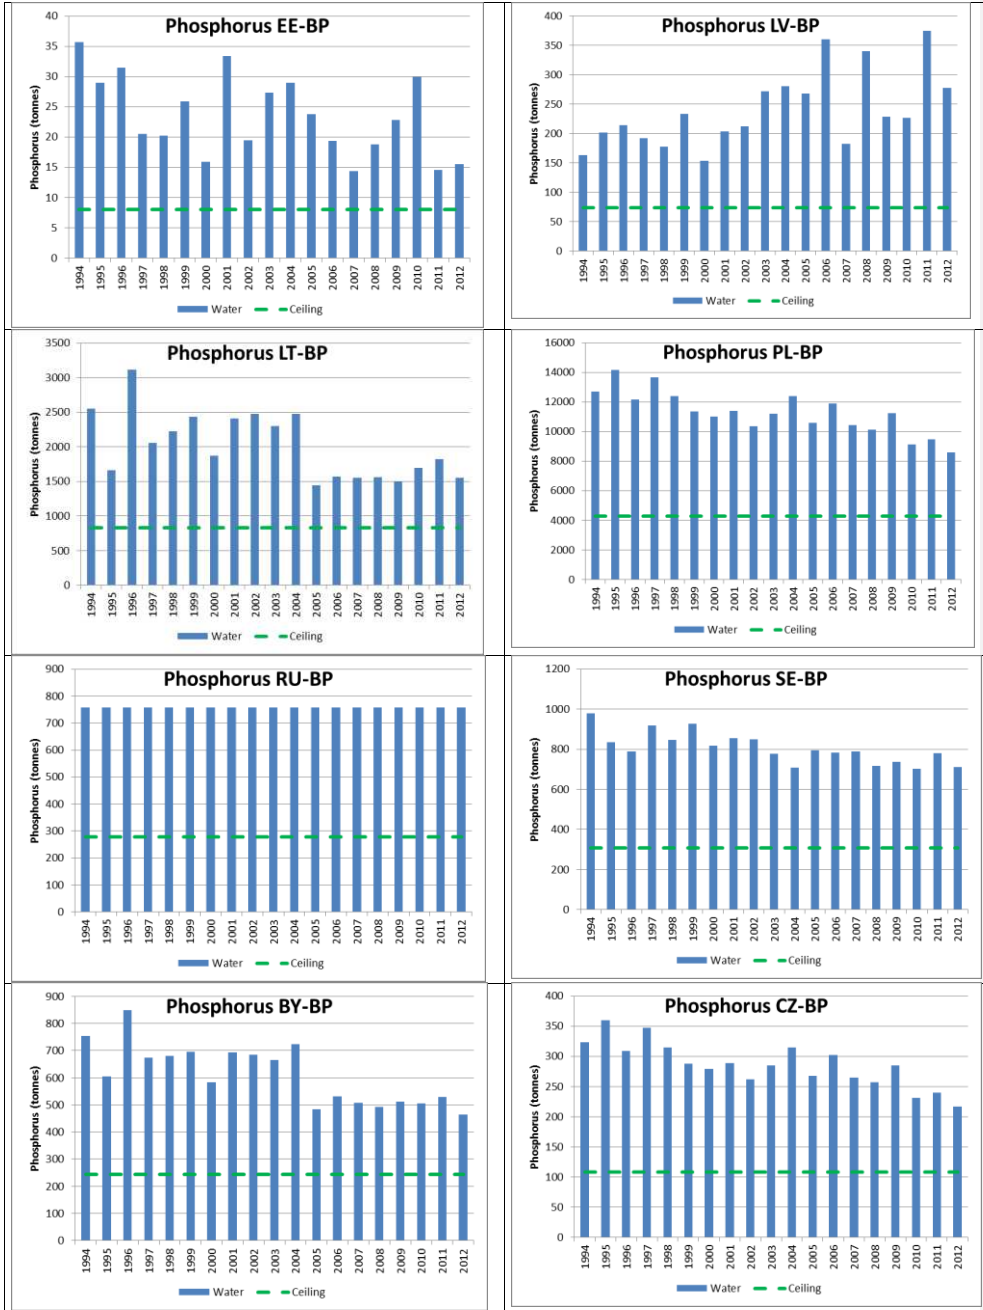 Phosphorus EE-BP
Phosphorus (tonnes)
40
35
30
25
20
15
10
5
0
1994 1995 1996 1997 1998 1999 2000 2001 2002 2003 2004 2005 2006 2007 2008 2009 2010 2011 2012
Water Ceiling
Phosphorus LV-BP
Phosphorus (tonnes)
400
350
300
250
200
150
100
50
0
1994 1995 1996 1997 1998 1999 2000 2001 2002 2003 2004 2005 2006 2007 2008 2009 2010 2011 2012
Water Ceiling
Phosphorus LT-BP
Phosphorus (tonnes)
3500
3000
2500
2000
1500
1000
500
0
1994 1995 1996 1997 1998 1999 2000 2001 2002 2003 2004 2005 2006 2007 2008 2009 2010 2011 2012
Water Ceiling
Phosphorus PL-BP
Phosphorus (tonnes)
16000
14000
12000
10000
8000
6000
4000
2000
0
1994 1995 1996 1997 1998 1999 2000 2001 2002 2003 2004 2005 2006 2007 2008 2009 2010 2011 2012
Water Ceiling
Phosphorus RU-BP
Phosphorus (tonnes)
900
800
700
600
500
400
300
200
100
0
1994 1995 1996 1997 1998 1999 2000 2001 2002 2003 2004 2005 2006 2007 2008 2009 2010 2011 2012
Water Ceiling
Phosphorus SE-BP
Phosphorus (tonnes)
1200
1000
800
600
400
200
0
1994 1995 1996 1997 1998 1999 2000 2001 2002 2003 2004 2005 2006 2007 2008 2009 2010 2011 2012
Water Ceiling
Phosphorus BY-BP
Phosphorus (tonnes)
900
800
700
600
500
400
300
200
100
0
1994 1995 1996 1997 1998 1999 2000 2001 2002 2003 2004 2005 2006 2007 2008 2009 2010 2011 2012
Water Ceiling
Phosphorus CZ-BP
Phosphorus (tonnes)
400
350
300
250
200
150
100
50
0
1994 1995 1996 1997 1998 1999 2000 2001 2002 2003 2004 2005 2006 2007 2008 2009 2010 2011 2012
Water Ceiling